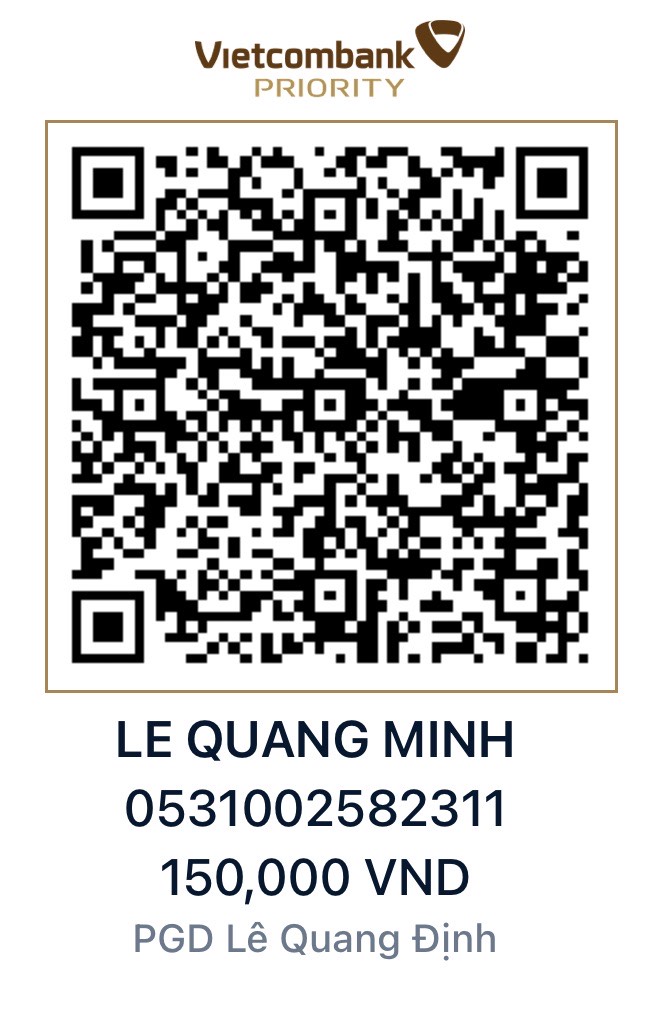 Vietcombank
PRIORITY
LE QUANG MINH
0531002582311
150,000 VND
PGD Lê Quang Định